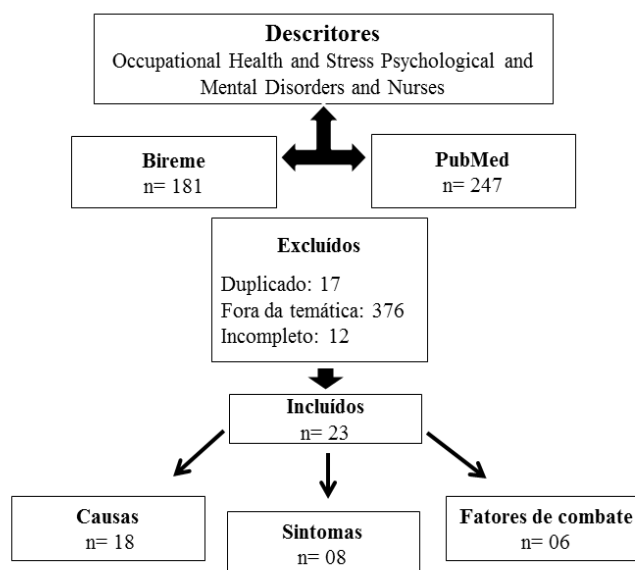 Descritores
Occupational Health and Stress Psychological and
Mental Disorders and Nurses
Bireme
n= 181
PubMed
n= 247
Excluídos
Duplicado: 17
Fora da temática: 376
Incompleto: 12
Incluídos
n= 23
Causas
n= 18
Sintomas
n= 08
Fatores de combate
n= 06